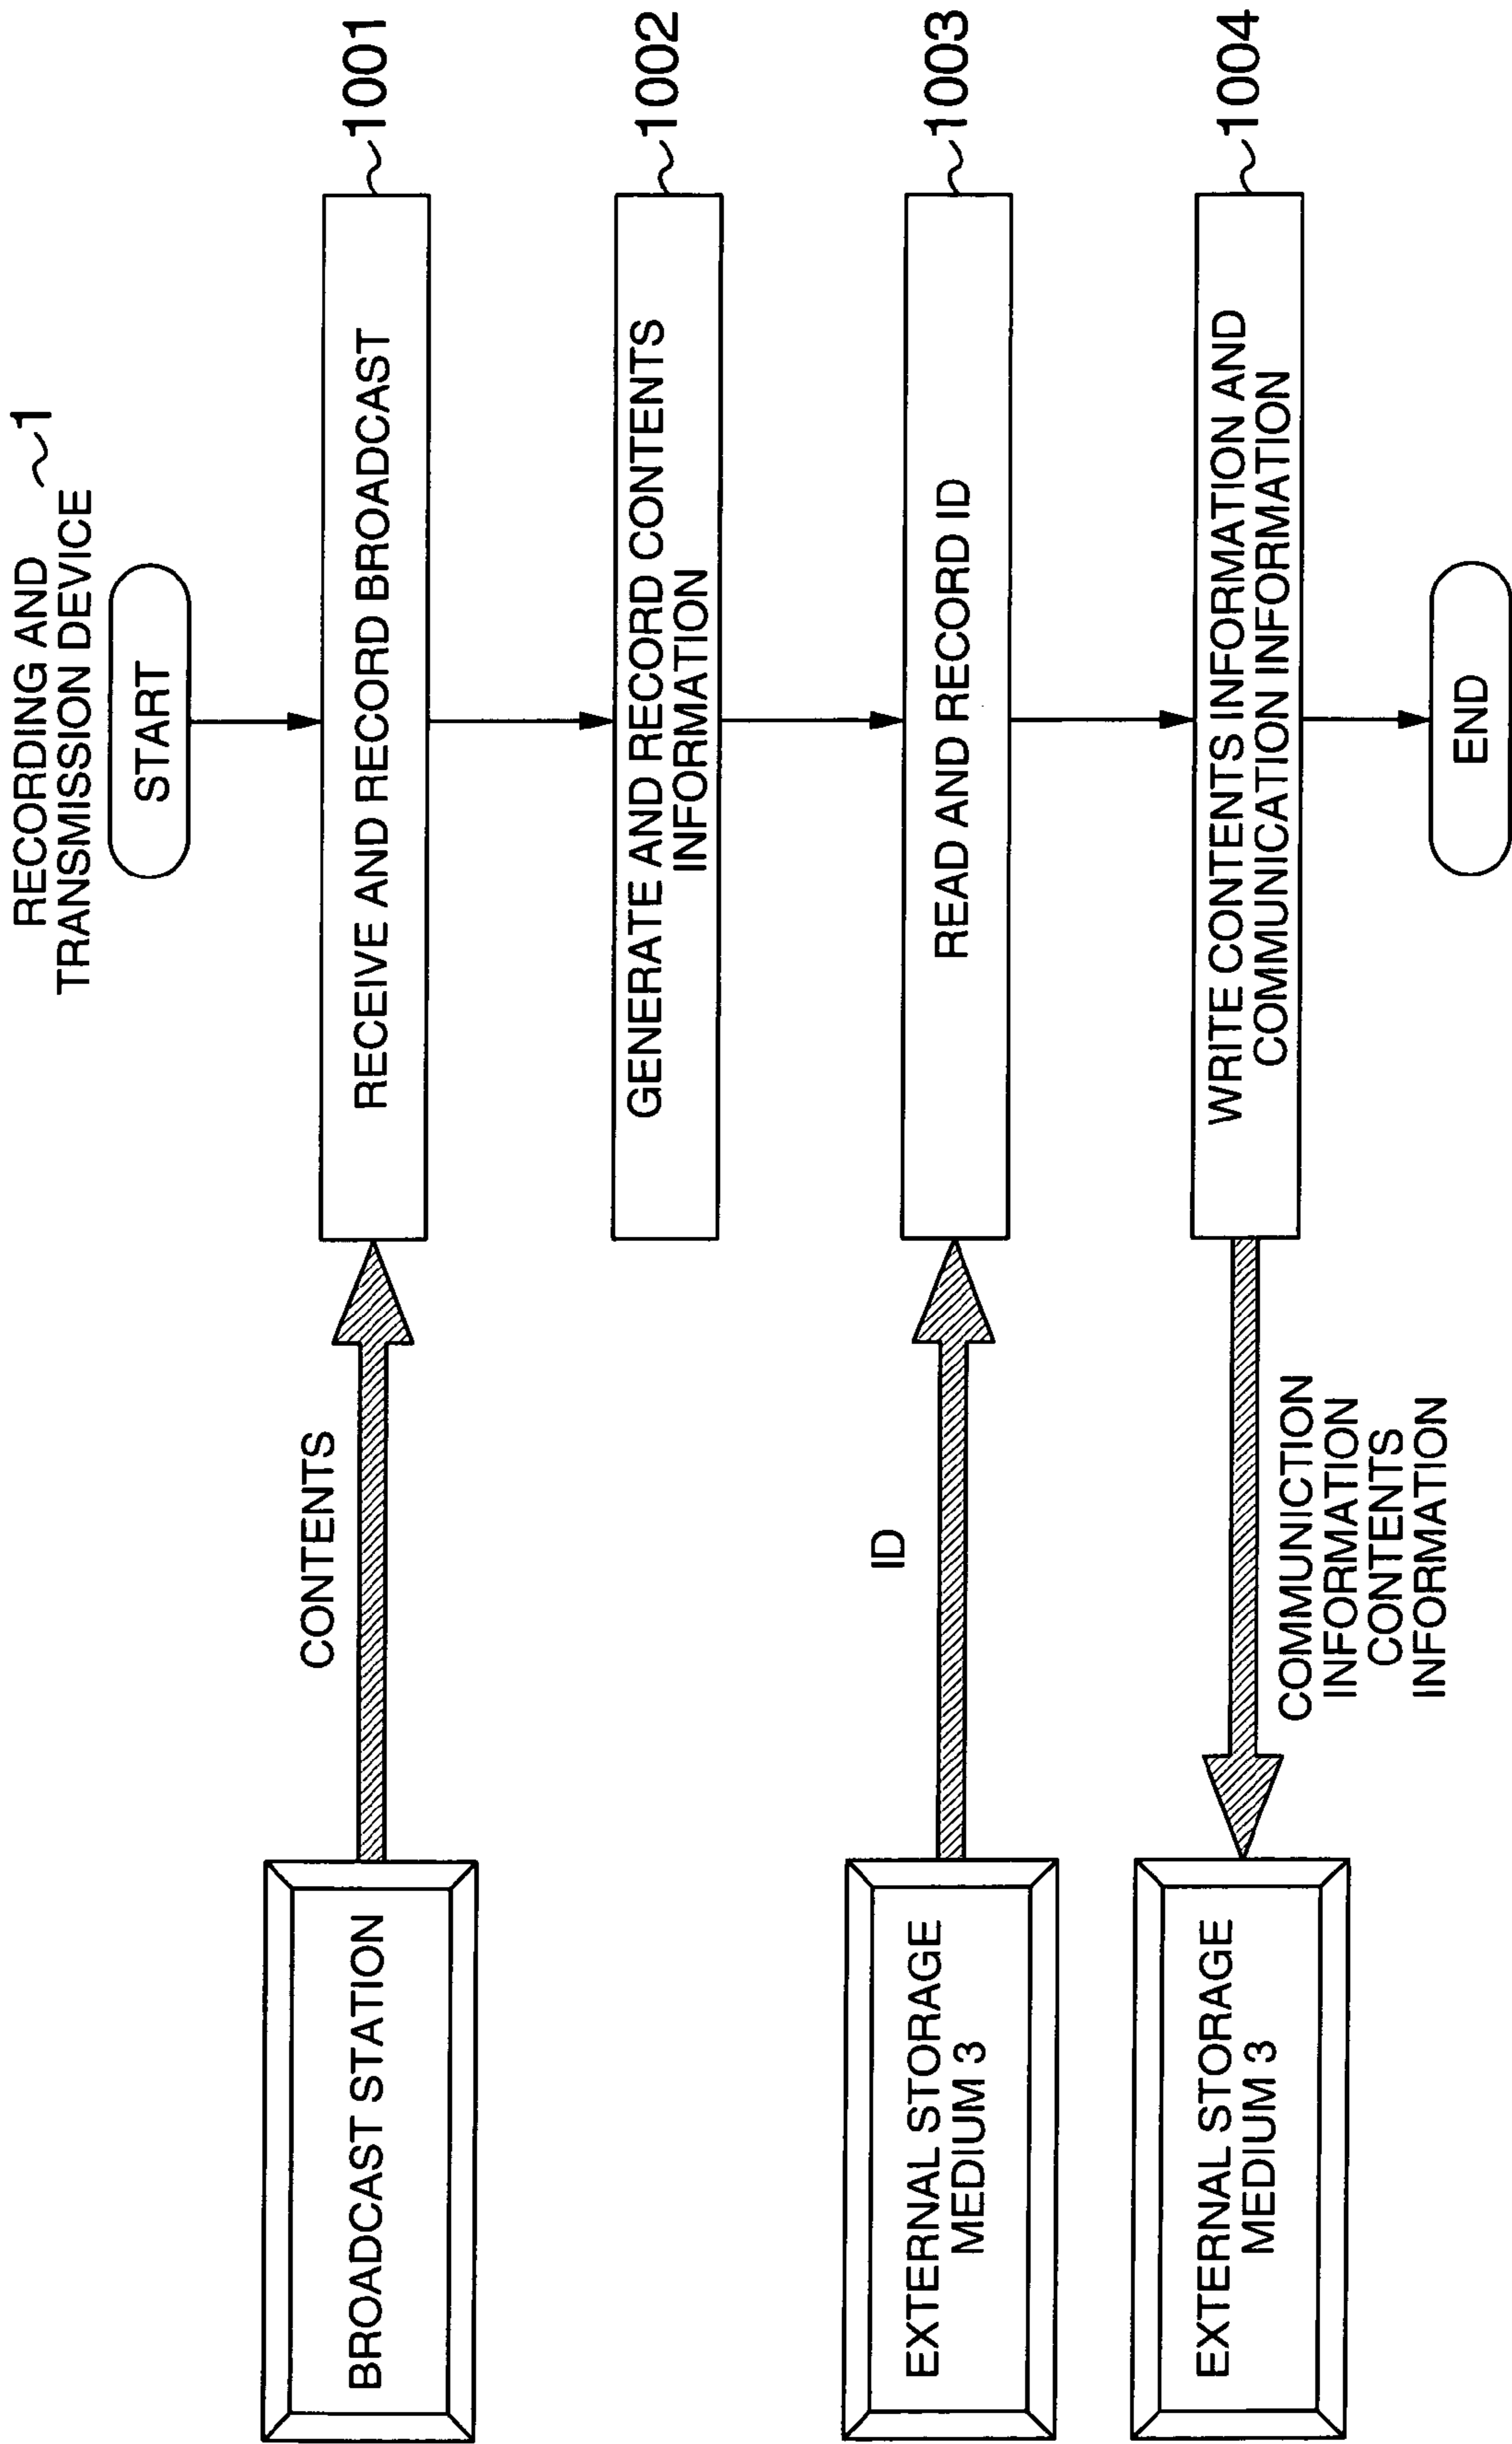 RECORDING AND
TRANSMISSION DEVICE
1
START
CONTENTS
BROADCAST STATION
RECEIVE AND RECORD BROADCAST
1001
GENERATE AND RECORD CONTENTS
INFORMATION
1002
ID
EXTERNAL STORAGE
MEDIUM 3
READ AND RECORD ID
1003
EXTERNAL STORAGE
MEDIUM 3
WRITE CONTENTS INFORMATION AND
COMMUNICATION INFORMATION
1004
COMMUNICTION
INFORMATION
CONTENTS
INFORMATION
END